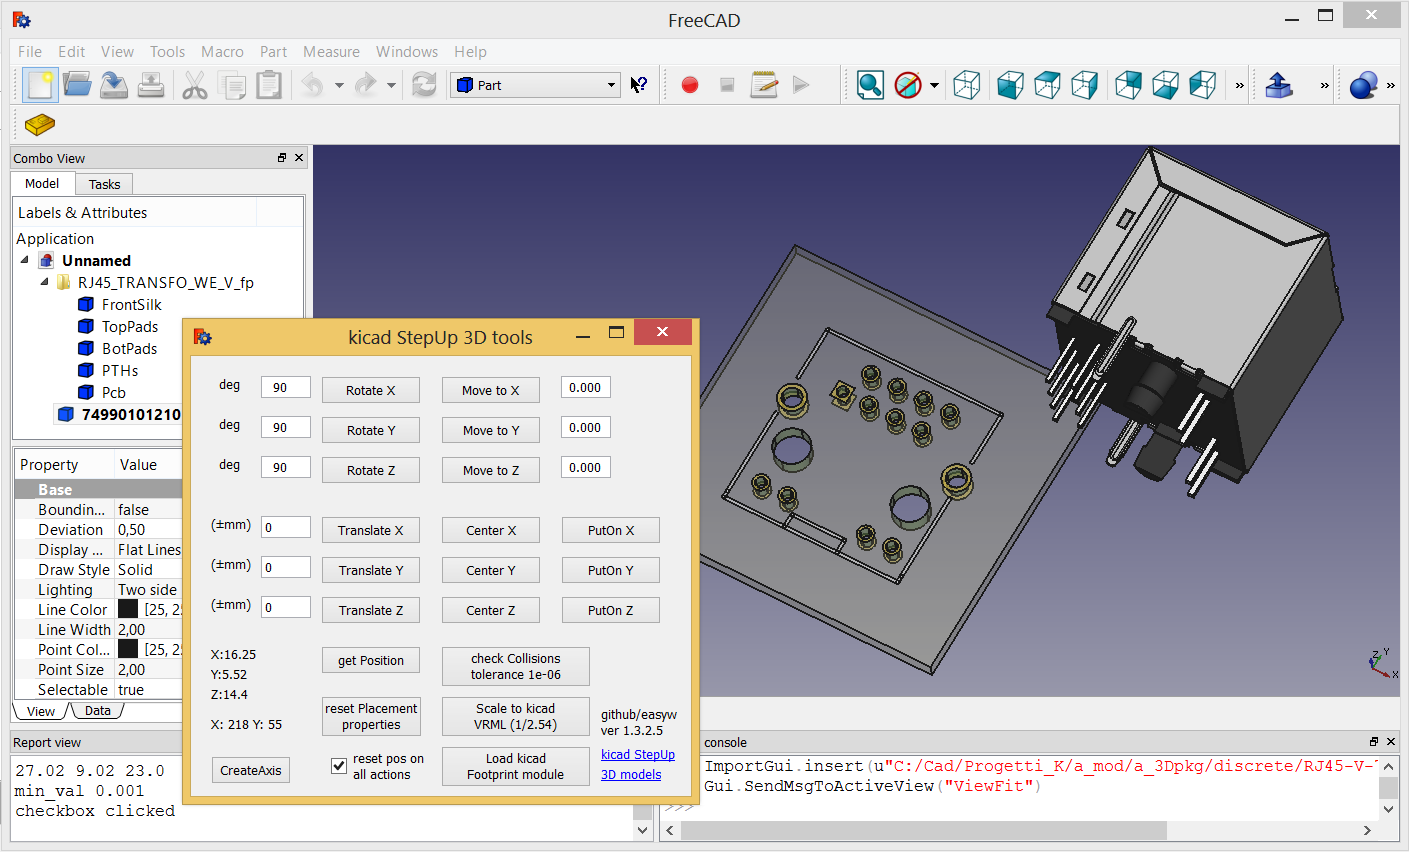 FreeCAD
File Edit View Tools Macro Part Measure Windows Help
Part
Combo View
Model Tasks
Labels & Attributes
Application
Unnamed
RJ45_TRANSFO_WE_V_fp
FrontSilk
TopPads
BotPads
PTHs
Pcb
74990101210
Property Value
Base
Boundin... false
Deviation 0,50
Display ... Flat Lines
Draw Style Solid
Lighting Two side
Line Color [25, 25
Line Width 2,00
Point Col... [25, 25
Point Size 2,00
Selectable true
View Data
kicad StepUp 3D tools
deg 90 Rotate X Move to X 0.000
deg 90 Rotate Y Move to Y 0.000
deg 90 Rotate Z Move to Z 0.000
(±mm) 0 Translate X Center X PutOn X
(±mm) 0 Translate Y Center Y PutOn Y
(±mm) 0 Translate Z Center Z PutOn Z
X:16.25
Y:5.52
Z:14.4
X: 218 Y: 55
get Position
check Collisions
tolerance 1e-06
reset Placement
properties
Scale to kicad
VRML (1/2.54)
github/easyw
ver 1.3.2.5
CreateAxis
reset pos on
all actions
Load kicad
Footprint module
kicad StepUp
3D models
Z Y
X
Report view
27.02 9.02 23.0
min_val 0.001
checkbox clicked
console
ImportGui.insert(u"C:/Cad/Progetti_K/a_mod/a_3Dpkg/discrete/RJ45-V-
Gui.SendMsgToActiveView("ViewFit")
>>>